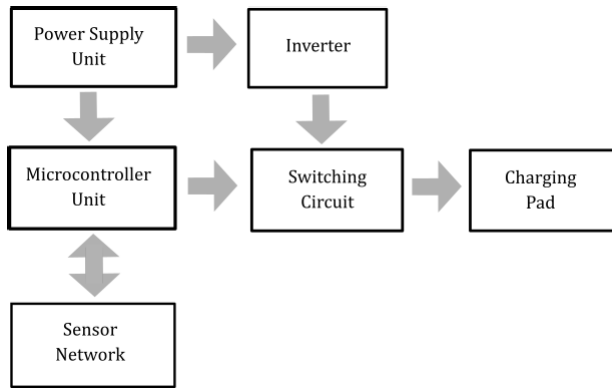 Power Supply
Unit
Inverter
Microcontroller
Unit
Switching
Circuit
Charging
Pad
Sensor
Network